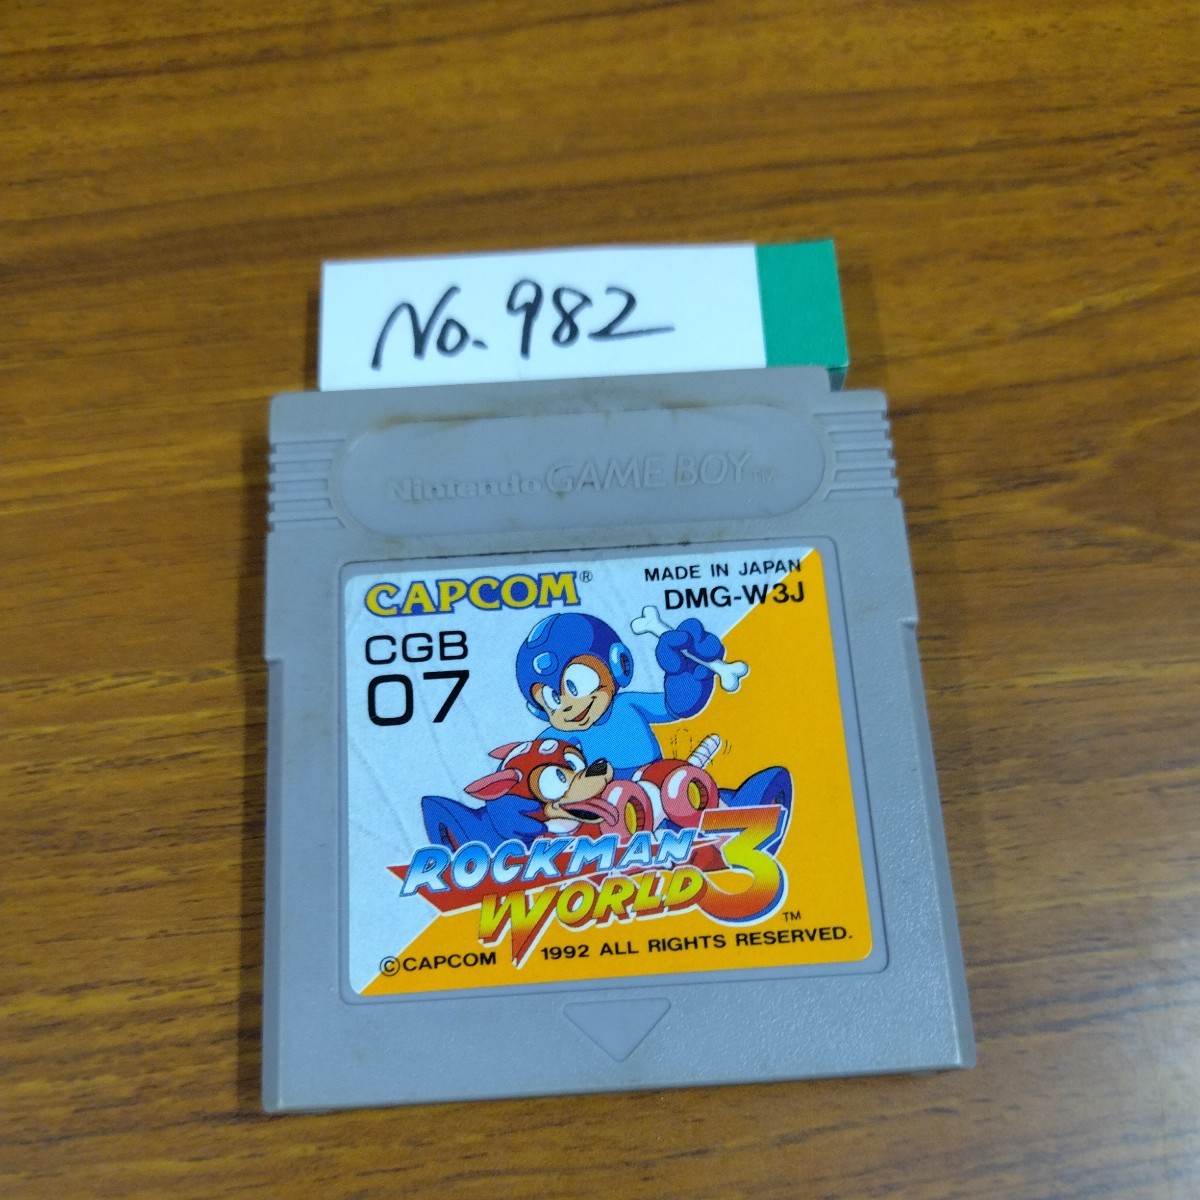 No. 982
Nintendo GAME BOY™
CAPCOM®
MADE IN JAPAN
DMG-W3J
CGB
07
ROCKMAN
WORLD 3
™
©CAPCOM 1992 ALL RIGHTS RESERVED.